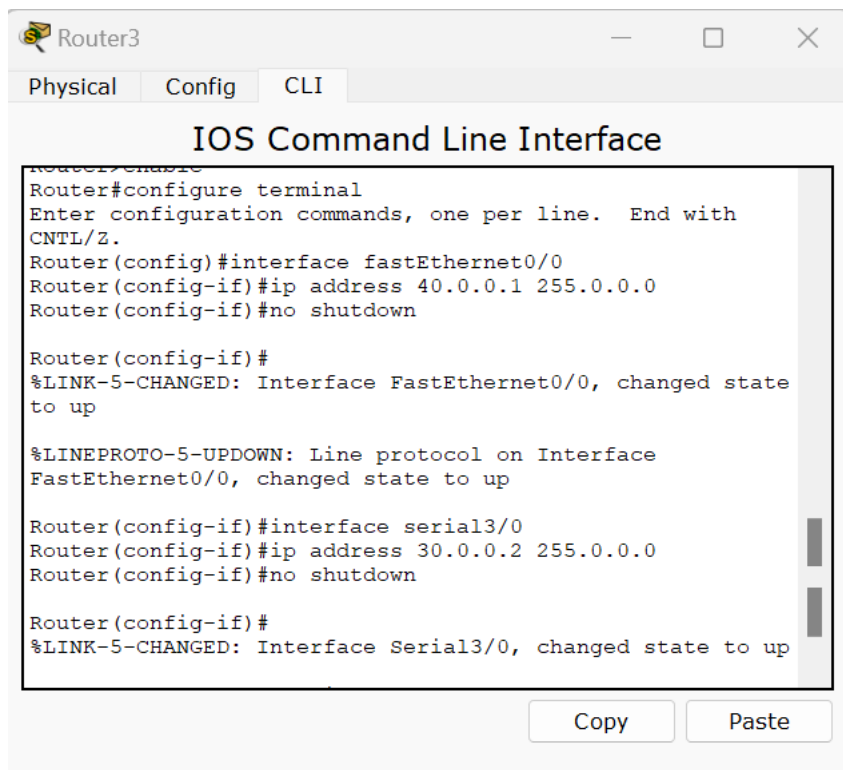 Router3
Physical Config CLI
IOS Command Line Interface
Router>enable
Router#configure terminal
Enter configuration commands, one per line.  End with
CNTL/Z.
Router(config)#interface fastEthernet0/0
Router(config-if)#ip address 40.0.0.1 255.0.0.0
Router(config-if)#no shutdown
Router(config-if)#
%LINK-5-CHANGED: Interface FastEthernet0/0, changed state
to up
%LINEPROTO-5-UPDOWN: Line protocol on Interface
FastEthernet0/0, changed state to up
Router(config-if)#interface serial3/0
Router(config-if)#ip address 30.0.0.2 255.0.0.0
Router(config-if)#no shutdown
Router(config-if)#
%LINK-5-CHANGED: Interface Serial3/0, changed state to up
Copy Paste